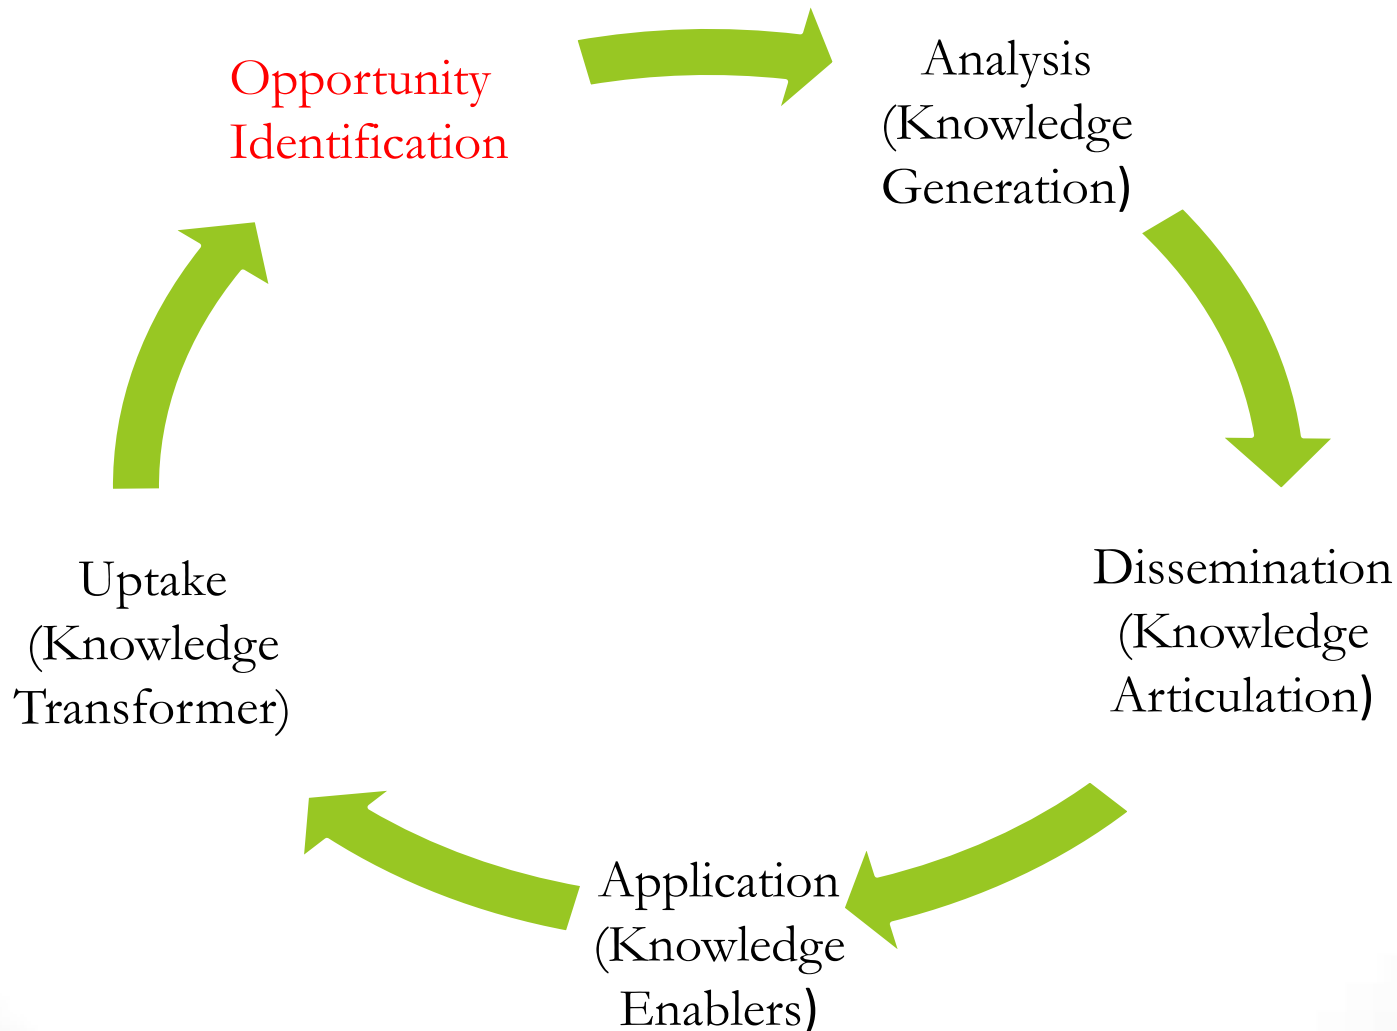 Opportunity
Identification
Analysis
(Knowledge
Generation)
Dissemination
(Knowledge
Articulation)
Application
(Knowledge
Enablers)
Uptake
(Knowledge
Transformer)